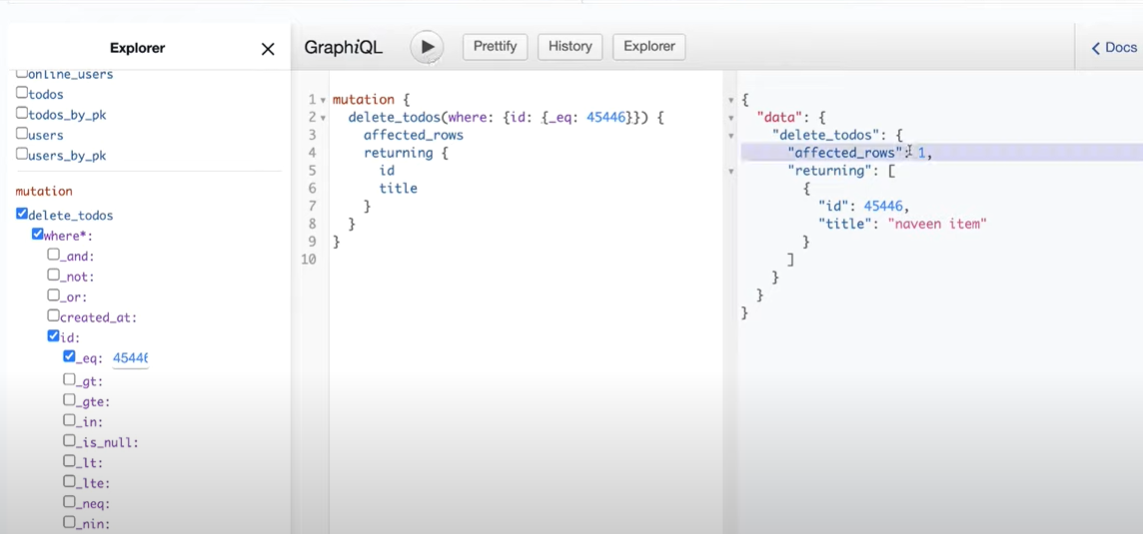 Explorer
online_users
todos
todos_by_pk
users
users_by_pk
mutation
delete_todos
where*:
_and:
_not:
_or:
created_at:
id:
_eq: 45446
_gt:
_gte:
_in:
_is_null:
_lt:
_lte:
_neq:
_nin:
GraphiQL
Prettify
History
Explorer
Docs
1 mutation {
2 delete_todos(where: {id: {_eq: 45446}}) {
3 affected_rows
4 returning {
5 id
6 title
7 }
8 }
9 }
10
{
"data": {
"delete_todos": {
"affected_rows": 1,
"returning": [
{
"id": 45446,
"title": "naveen item"
}
]
}
}
}